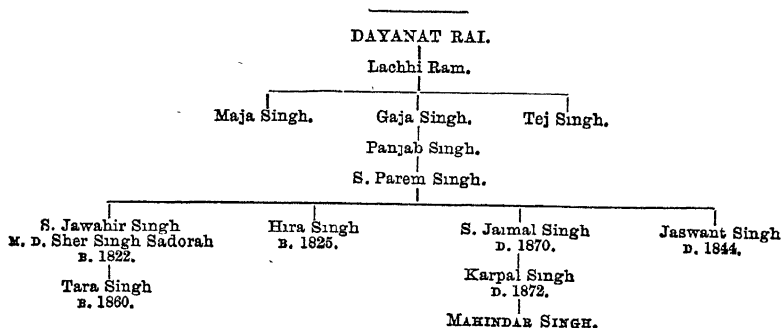 DAYANAT RAI.
Lachhi Ram.
Maja Singh. Gaja Singh. Tej Singh.
Panjab Singh.
S. Parem Singh.
S. Jawahir Singh Hira Singh S. Jaimal Singh Jaswant Singh
M. D. Sher Singh Sadorah B. 1825. D. 1870. D. 1844.
B. 1822.
Karpal Singh
Tara Singh D. 1872.
B. 1860.
MAHINDAR SINGH.